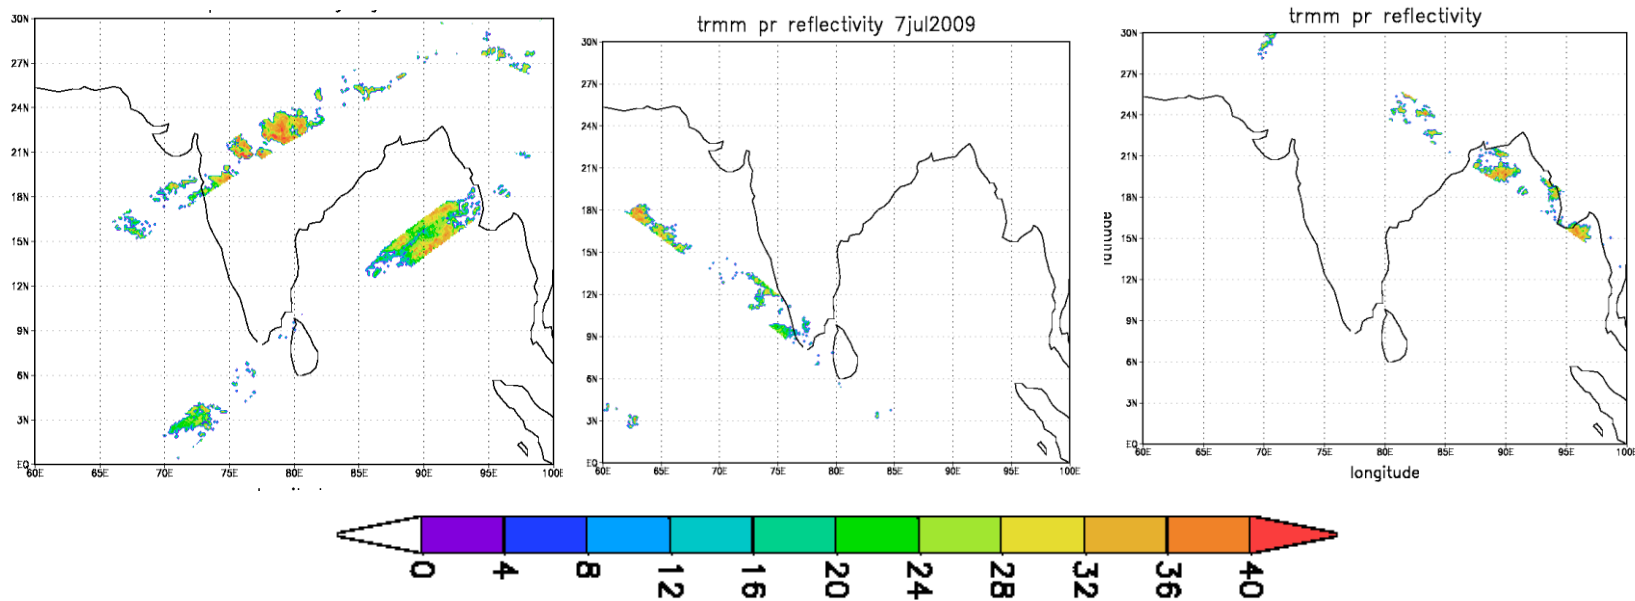 trmm pr reflectivity 7jul2009
trmm pr reflectivity
30N
27N
24N
21N
18N
15N
12N
9N
6N
3N
EQ
60E 65E 70E 75E 80E 85E 90E 95E 100E
30N
27N
24N
21N
18N
15N
12N
9N
6N
3N
EQ
60E 65E 70E 75E 80E 85E 90E 95E 100E
30N
27N
24N
21N
18N
15N
12N
9N
6N
3N
EQ
60E 65E 70E 75E 80E 85E 90E 95E 100E
longitude
0 4 8 12 16 20 24 28 32 36 40